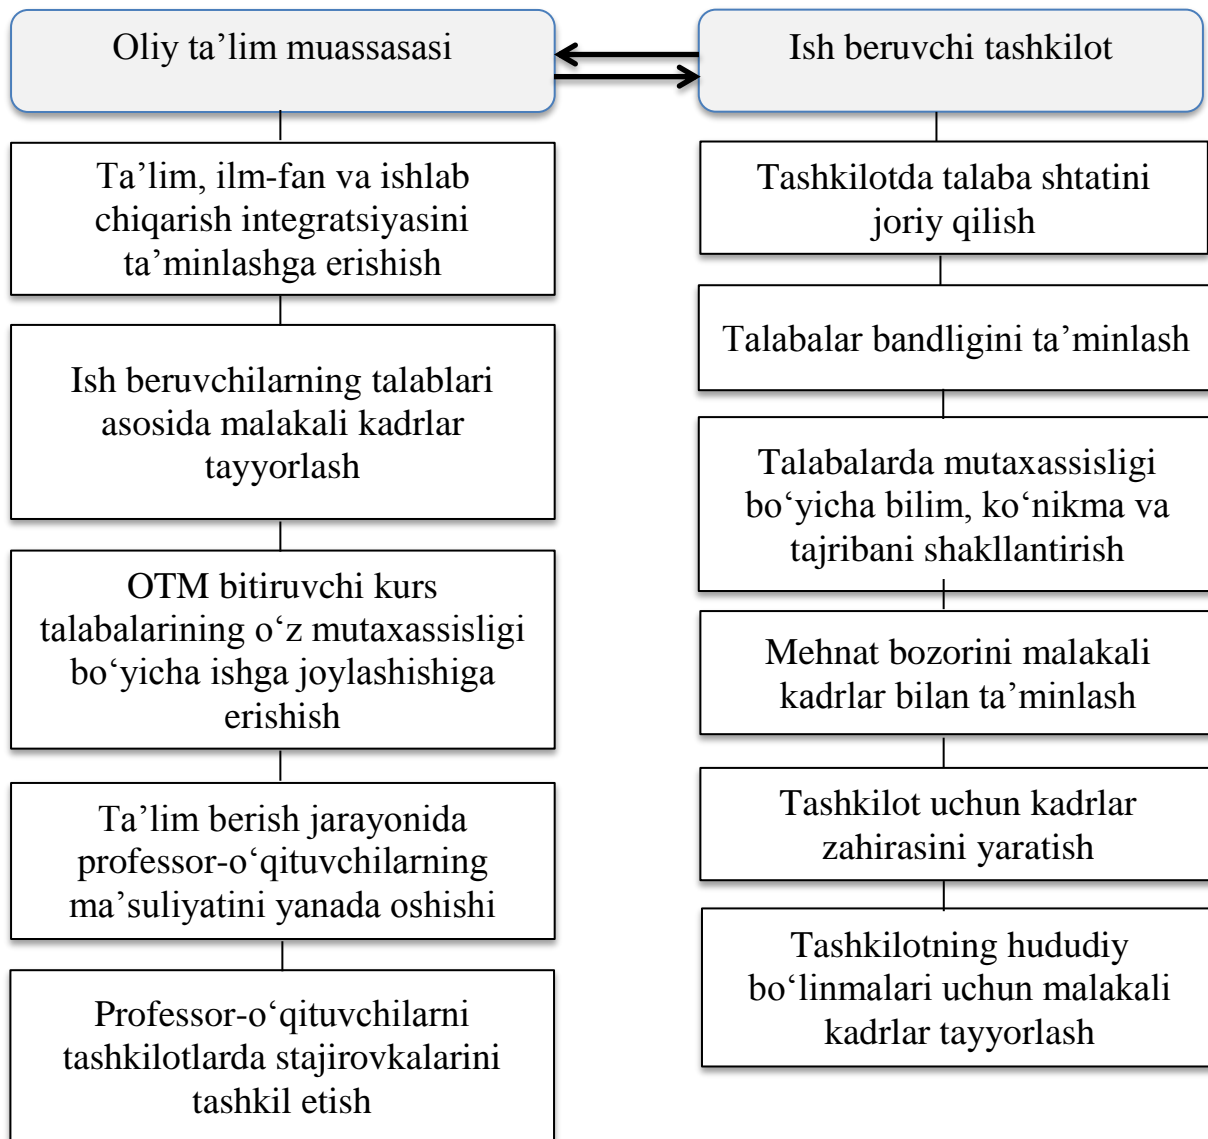 Oliy ta’lim muassasasi
Ish beruvchi tashkilot
Ta’lim, ilm-fan va ishlab
chiqarish integratsiyasini
ta’minlashga erishish
Ish beruvchilarning talablari
asosida malakali kadrlar
tayyorlash
OTM bitiruvchi kurs
talabalarining o‘z mutaxassisligi
bo‘yicha ishga joylashishiga
erishish
Ta’lim berish jarayonida
professor-o‘qituvchilarning
ma’suliyatini yanada oshishi
Professor-o‘qituvchilarni
tashkilotlarda stajirovkalarini
tashkil etish
Tashkilotda talaba shtatini
joriy qilish
Talabalar bandligini ta’minlash
Talabalarda mutaxassisligi
bo‘yicha bilim, ko‘nikma va
tajribani shakllantirish
Mehnat bozorini malakali
kadrlar bilan ta’minlash
Tashkilot uchun kadrlar
zahirasini yaratish
Tashkilotning hududiy
bo‘linmalari uchun malakali
kadrlar tayyorlash